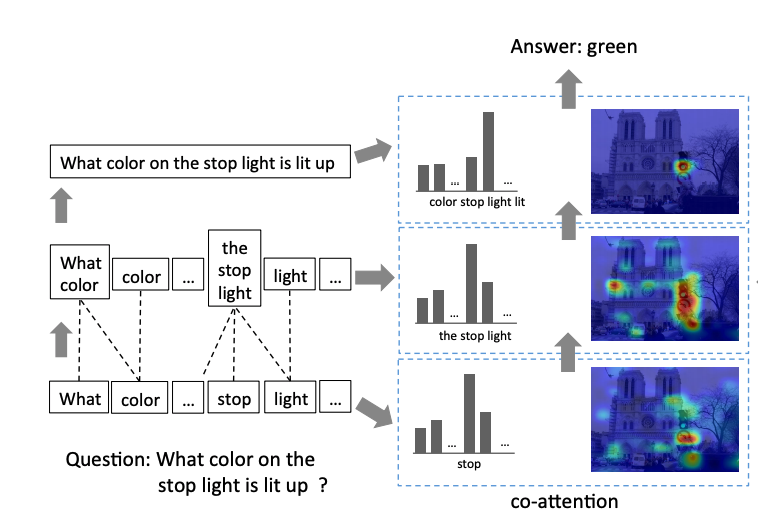 Answer: green
What color on the stop light is lit up
... ...
color stop light lit
What
color
color
...
the
stop
light
light
...
... ...
the stop light
What
color
...
stop
light
...
... ...
stop
Question: What color on the
stop light is lit up ?
co-attention